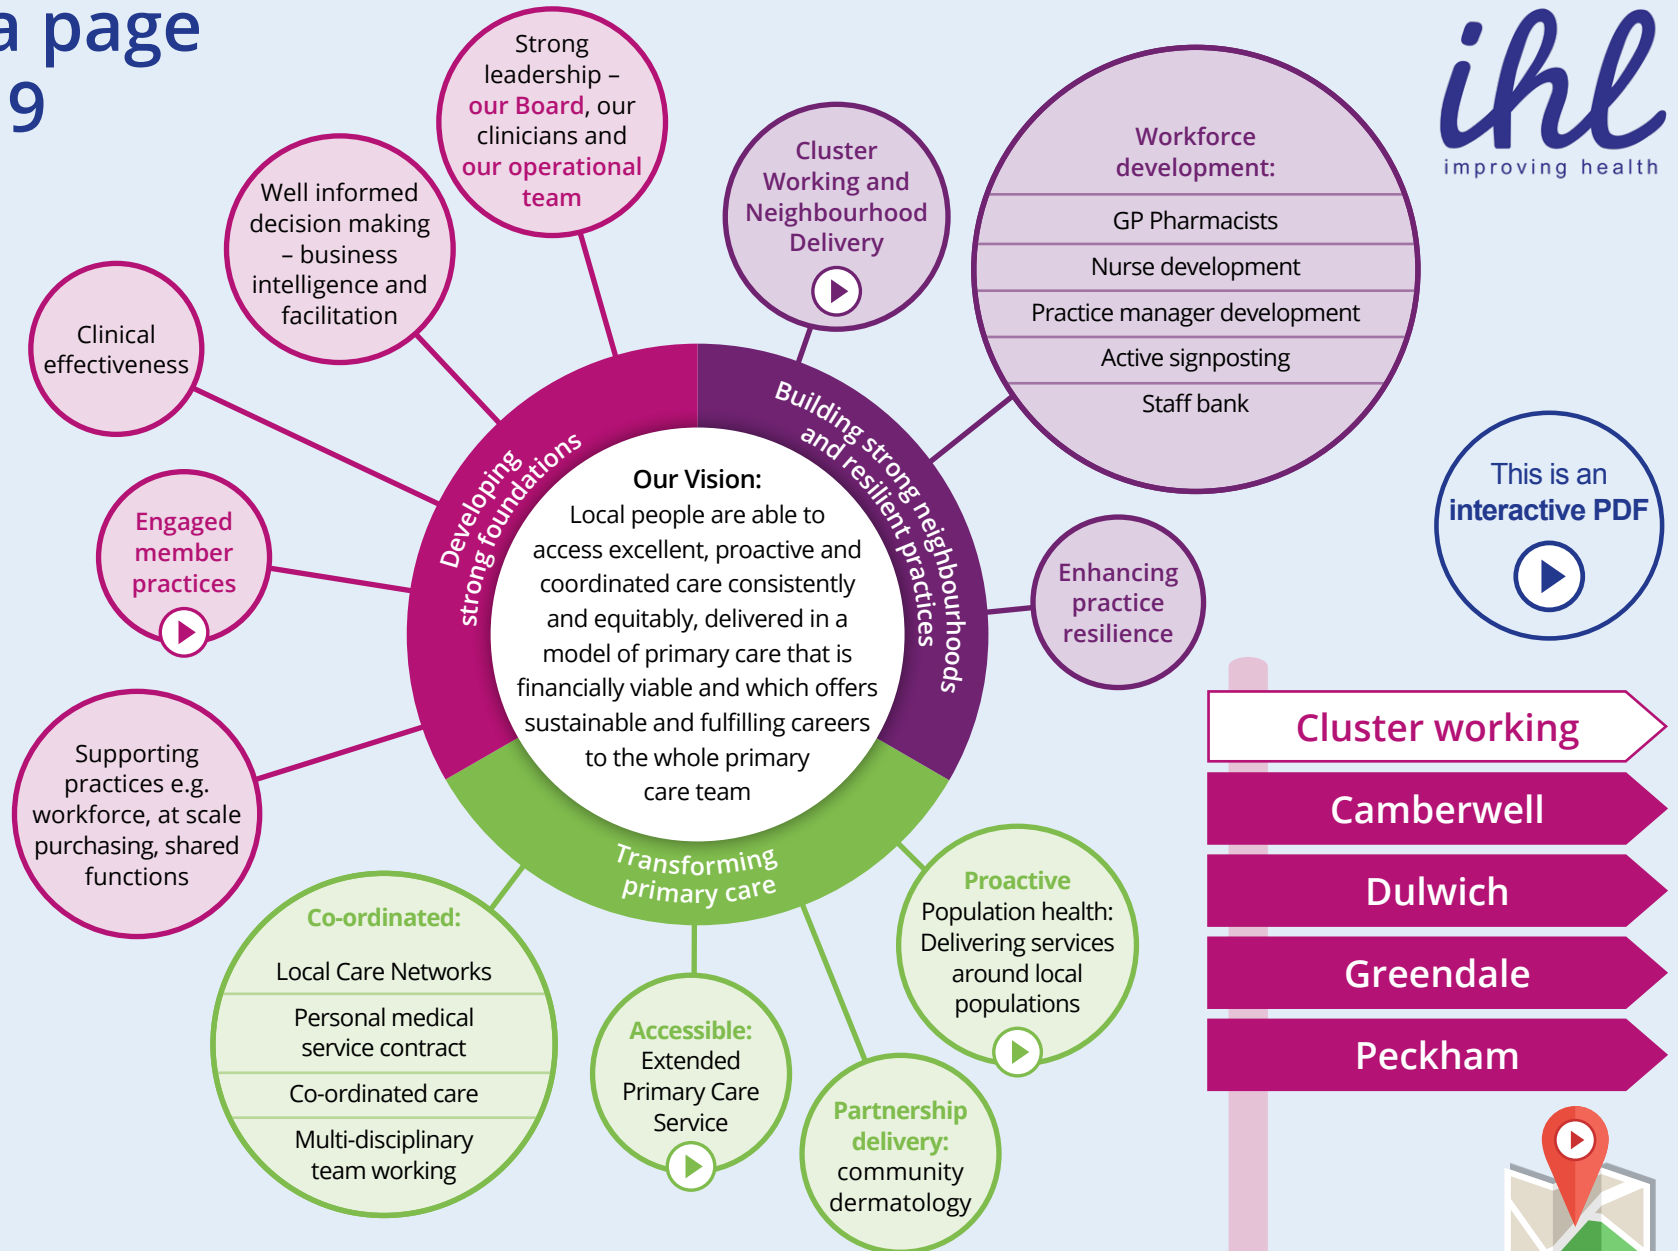 a page
9
ihl
improving health
Strong
leadership –
our Board, our
clinicians and
our operational
team
Well informed
decision making
– business
intelligence and
facilitation
Clinical
effectiveness
Engaged
member
practices
Supporting
practices e.g.
workforce, at scale
purchasing, shared
functions
Developing
strong foundations
Cluster
Working and
Neighbourhood
Delivery
Workforce
development:
GP Pharmacists
Nurse development
Practice manager development
Active signposting
Staff bank
Enhancing
practice
resilience
Building strong neighbourhoods
and resilient practices
Our Vision:
Local people are able to
access excellent, proactive and
coordinated care consistently
and equitably, delivered in a
model of primary care that is
financially viable and which offers
sustainable and fulfilling careers
to the whole primary
care team
Transforming
primary care
Co-ordinated:
Local Care Networks
Personal medical
service contract
Co-ordinated care
Multi-disciplinary
team working
Accessible:
Extended
Primary Care
Service
Partnership
delivery:
community
dermatology
Proactive
Population health:
Delivering services
around local
populations
This is an
interactive PDF
Cluster working
Camberwell
Dulwich
Greendale
Peckham